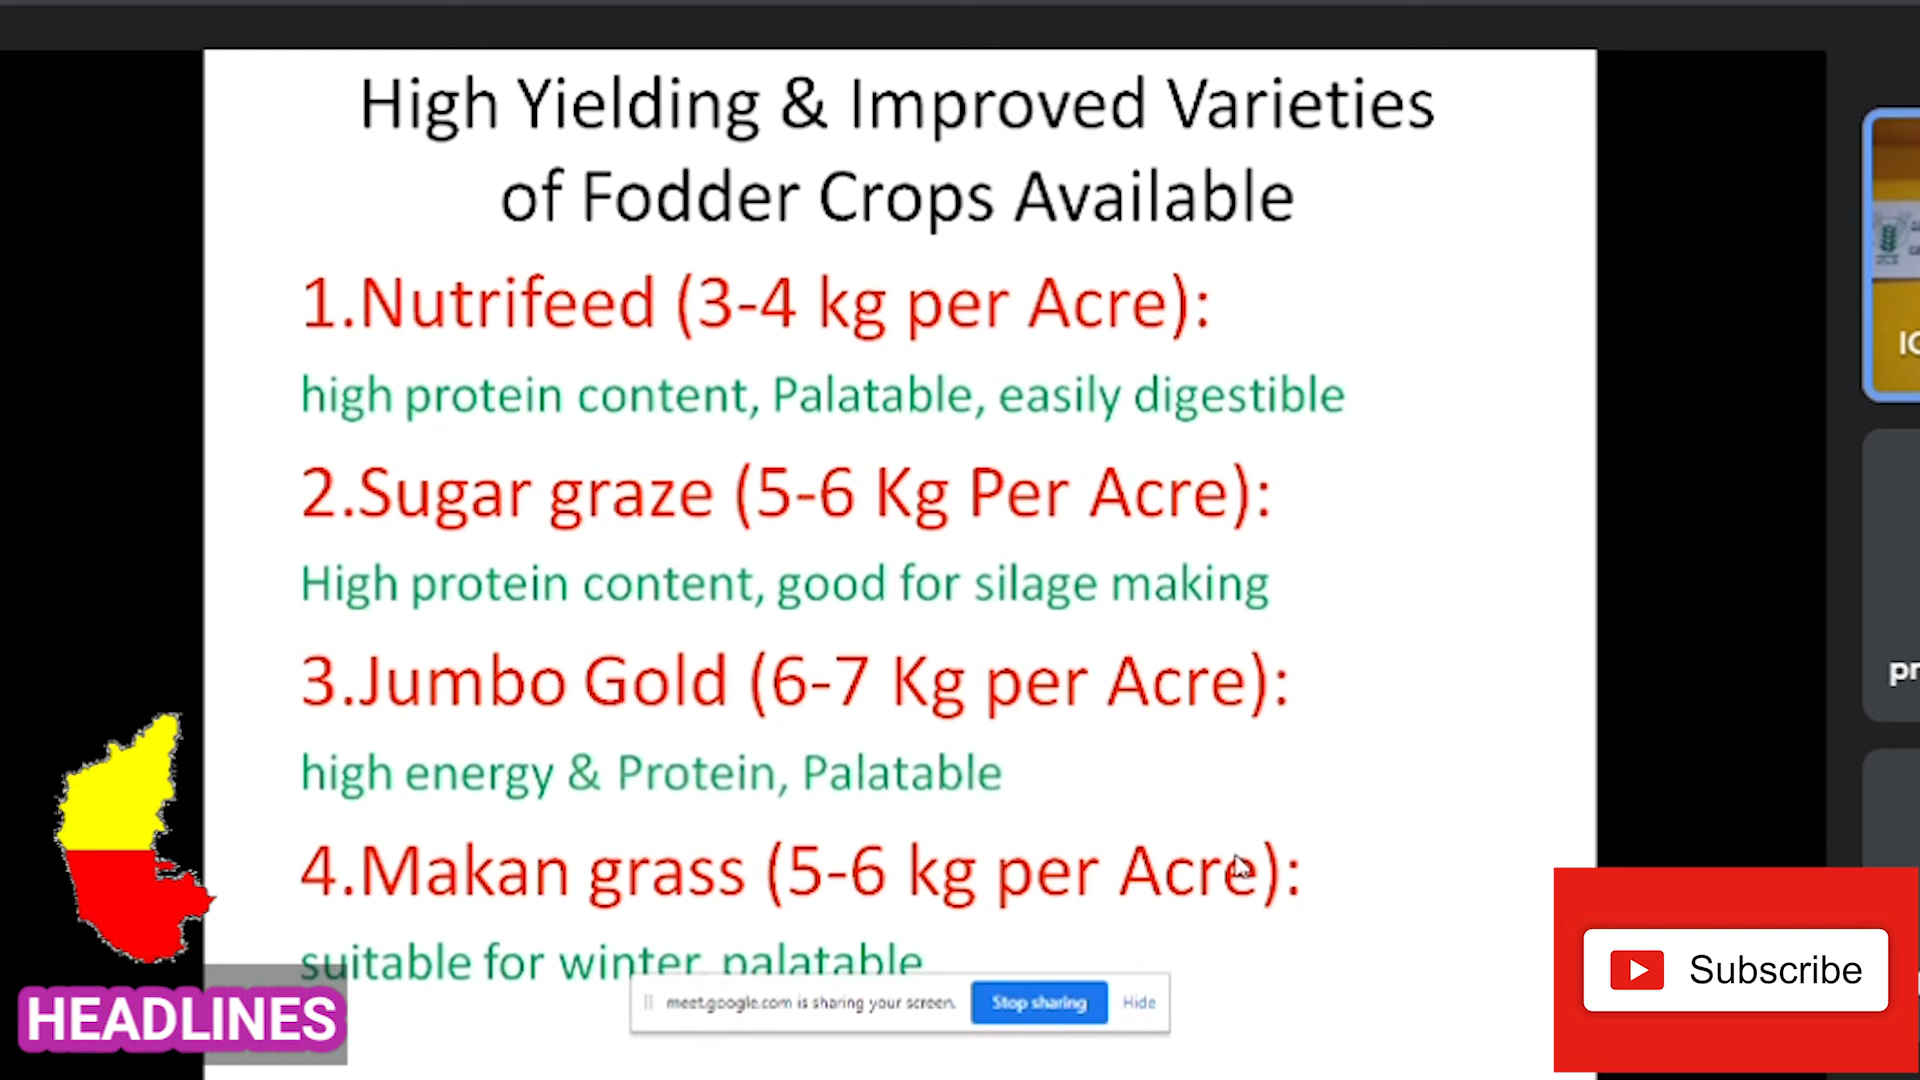 High Yielding & Improved Varieties
of Fodder Crops Available
1.Nutrifeed (3-4 kg per Acre):
high protein content, Palatable, easily digestible
2.Sugar graze (5-6 Kg Per Acre):
High protein content, good for silage making
3.Jumbo Gold (6-7 Kg per Acre):
high energy & Protein, Palatable
4.Makan grass (5-6 kg per Acre):
suitable for winter, palatable
meet.google.com is sharing your screen.
Stop sharing
Hide
HEADLINES
Subscribe
IC
pr